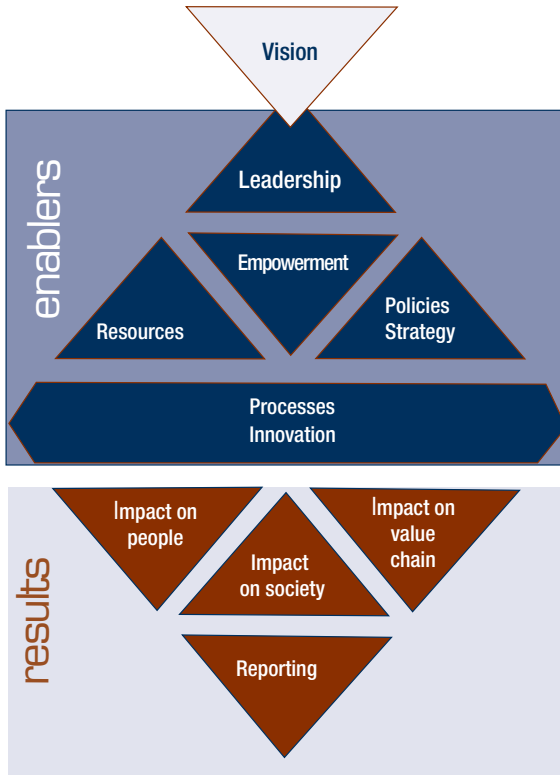 Vision
enablers
Leadership
Empowerment
Resources
Policies
Strategy
Processes
Innovation
results
Impact on
people
Impact on
society
Impact on
value
chain
Reporting